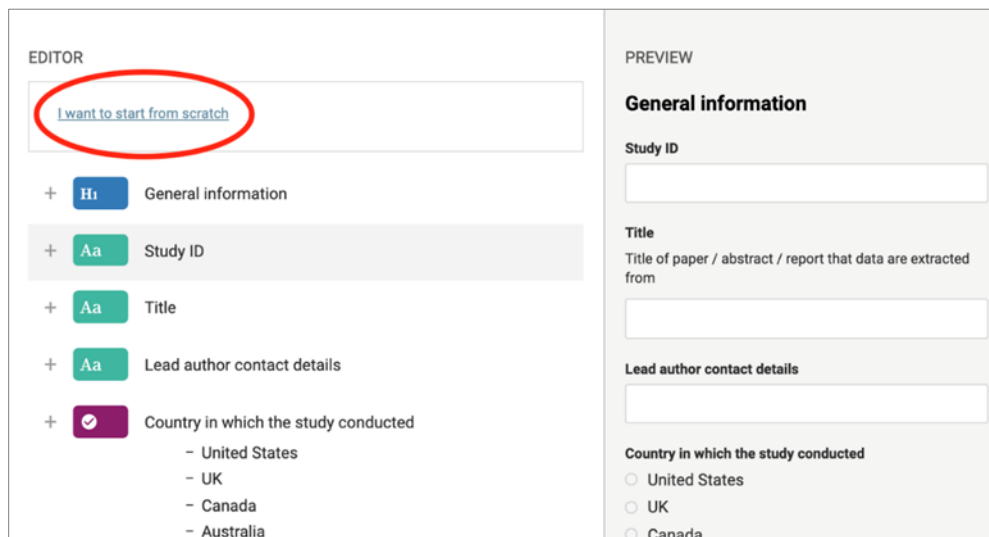 EDITOR
I want to start from scratch
H1 General information
Aa Study ID
Aa Title
Aa Lead author contact details
Country in which the study conducted
– United States
– UK
– Canada
– Australia
PREVIEW
General information
Study ID
Title
Title of paper / abstract / report that data are extracted
from
Lead author contact details
Country in which the study conducted
United States
UK
Canada